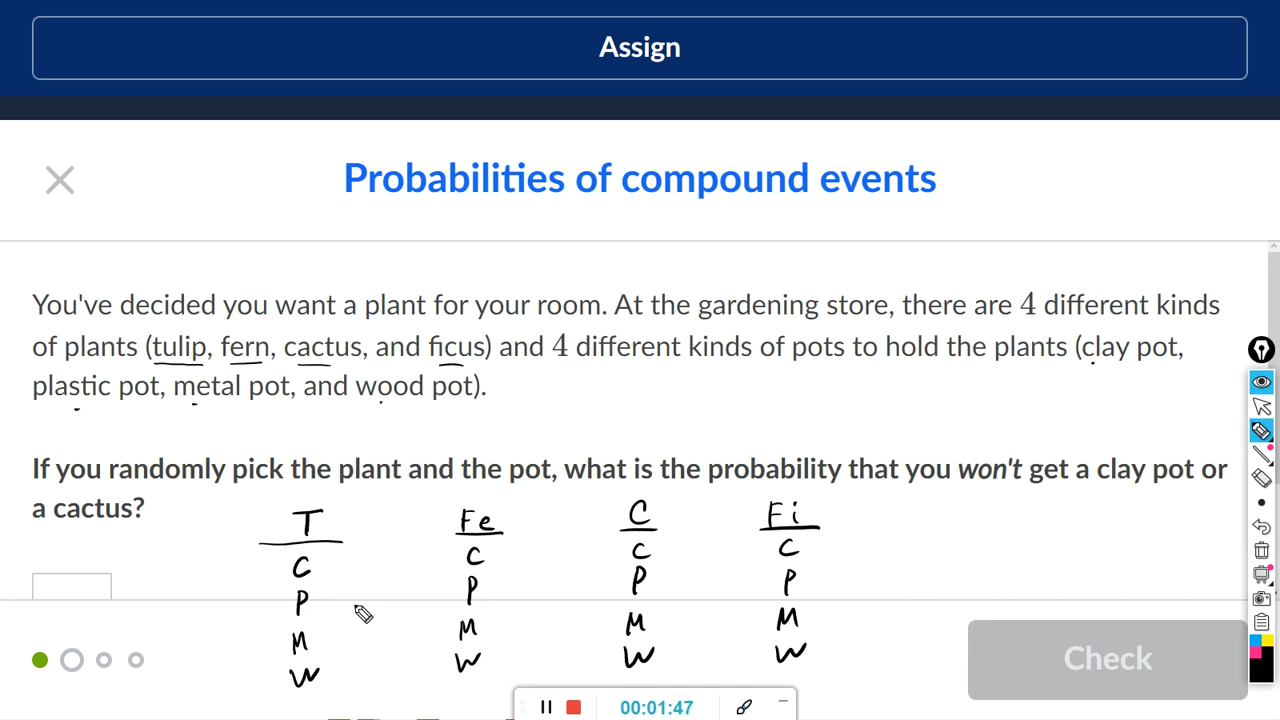 Assign
Probabilities of compound events
You've decided you want a plant for your room. At the gardening store, there are 4 different kinds
of plants (tulip, fern, cactus, and ficus) and 4 different kinds of pots to hold the plants (clay pot,
plastic pot, metal pot, and wood pot).
If you randomly pick the plant and the pot, what is the probability that you won't get a clay pot or
a cactus?
T Fe C Fi
C C C C
P P P P
M M M M
W W W W
Check
00:01:47